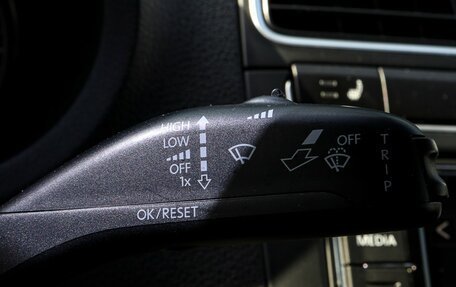 HIGH
LOW
OFF
1x
OFF
TRIP
OK/RESET
MEDIA